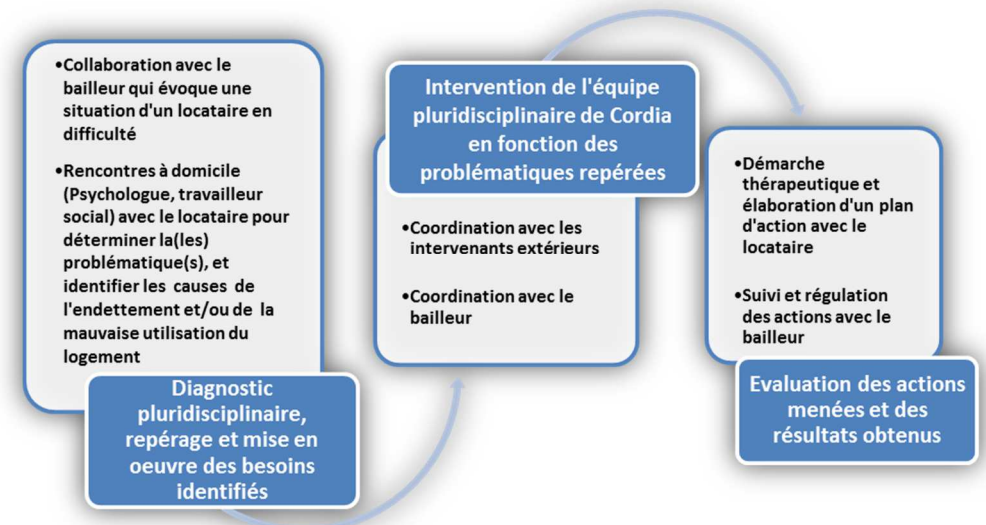 •Collaboration avec le
bailleur qui évoque une
situation d'un locataire en
difficulté
•Rencontres à domicile
(Psychologue, travailleur
social) avec le locataire pour
déterminer la(les)
problématique(s), et
identifier les causes de
l'endettement et/ou de la
mauvaise utilisation du
logement
Diagnostic
pluridisciplinaire,
repérage et mise en
oeuvre des besoins
identifiés
Intervention de l'équipe
pluridisciplinaire de Cordia
en fonction des
problématiques repérées
•Coordination avec les
intervenants extérieurs
•Coordination avec le
bailleur
•Démarche
thérapeutique et
élaboration d'un plan
d'action avec le
locataire
•Suivi et régulation
des actions avec le
bailleur
Evaluation des actions
menées et des
résultats obtenus